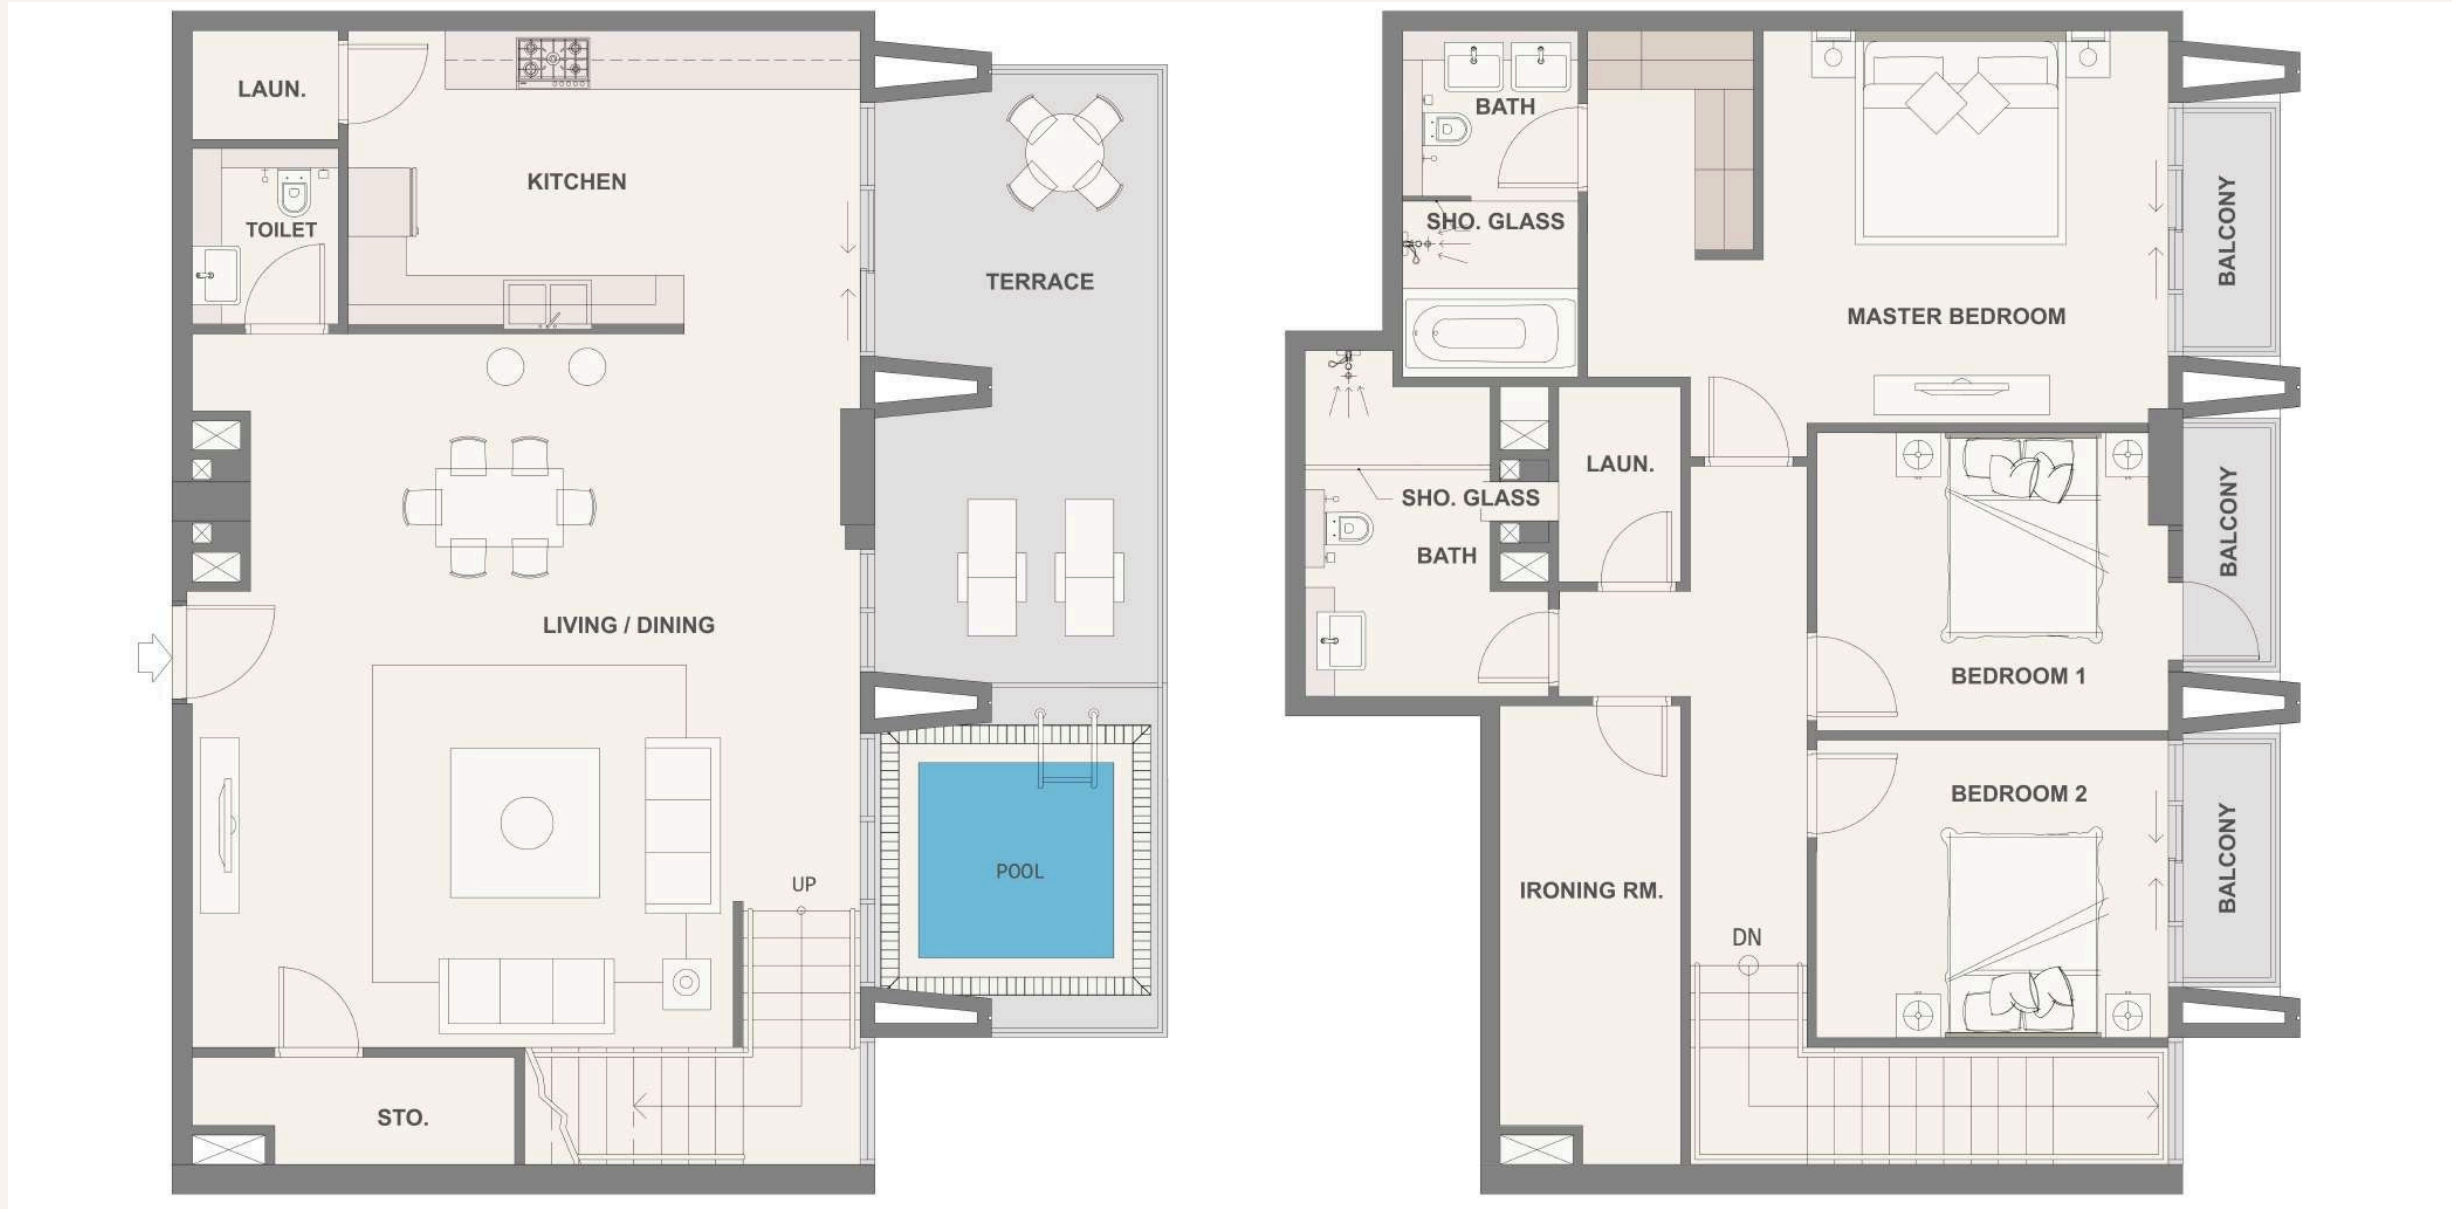 LAUN.
KITCHEN
TOILET
TERRACE
LIVING / DINING
POOL
UP
STO.
BATH
SHO. GLASS
BALCONY
MASTER BEDROOM
LAUN.
SHO. GLASS
BATH
BALCONY
BEDROOM 1
BEDROOM 2
BALCONY
IRONING RM.
DN